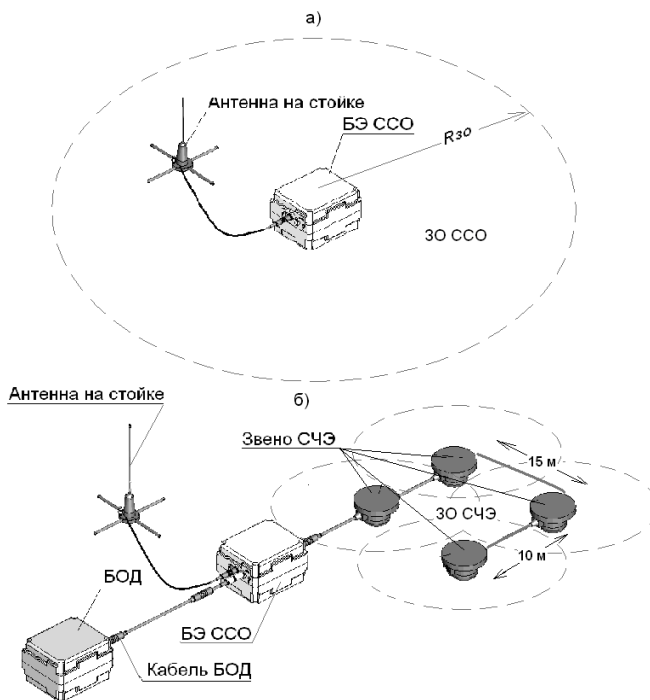 а)
Антенна на стойке
БЭ ССО
Rзо
ЗО ССО
б)
Антенна на стойке
Звено СЧЭ
15 м
ЗО СЧЭ
10 м
БОД
БЭ ССО
Кабель БОД